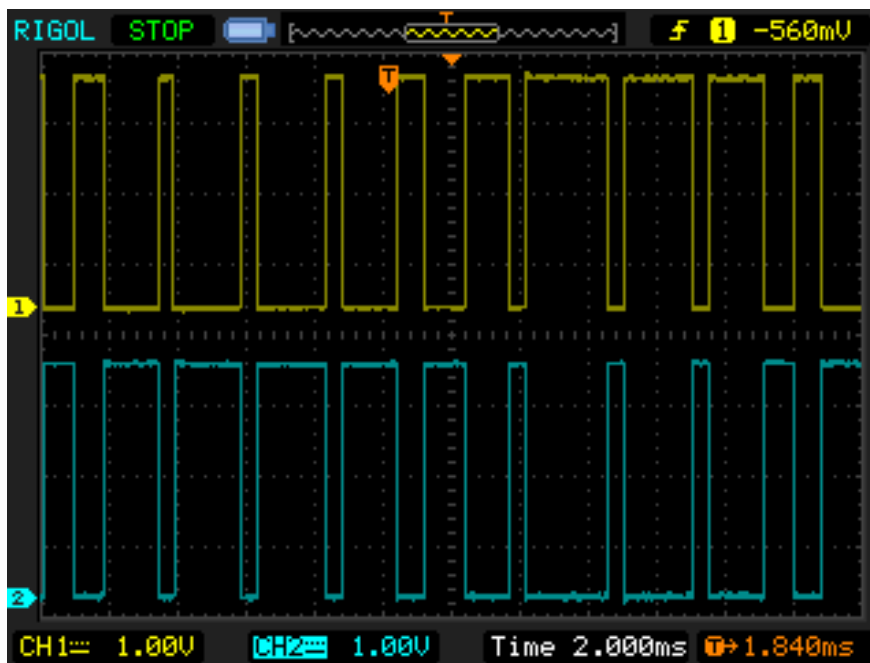 RIGOL STOP T 1 -560mV
T
1
2
CH1 1.00V CH2 1.00V Time 2.000ms T→1.840ms